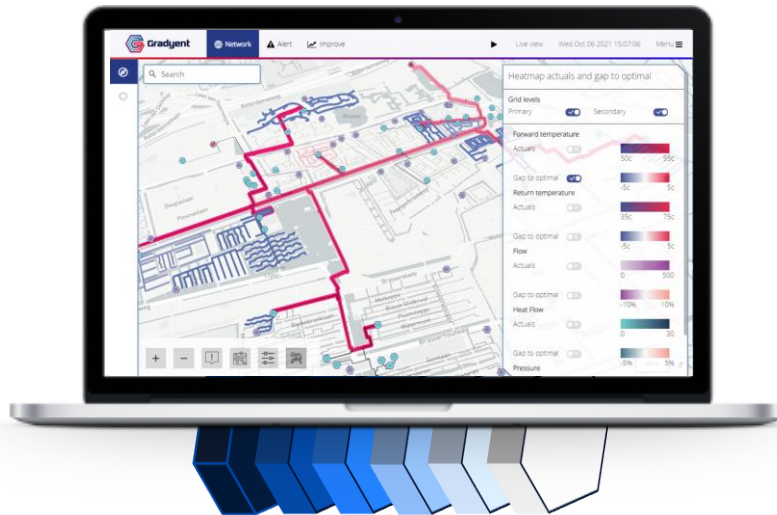 Gradyent
Network
Alert
Improve
Live view
Wed Oct 06 2021 15:07:06
Menu
Search
Heatmap actuals and gap to optimal
Grid levels
Primary
Secondary
Forward temperature
Actuals
50c 95c
Gap to optimal
-5c 5c
Return temperature
Actuals
35c 75c
Gap to optimal
-5c 5c
Flow
Actuals
0 500
Gap to optimal
-10% 10%
Heat Flow
Actuals
0 30
Gap to optimal
-5% 5%
Pressure
Brasserskade
Brasserhoutweg